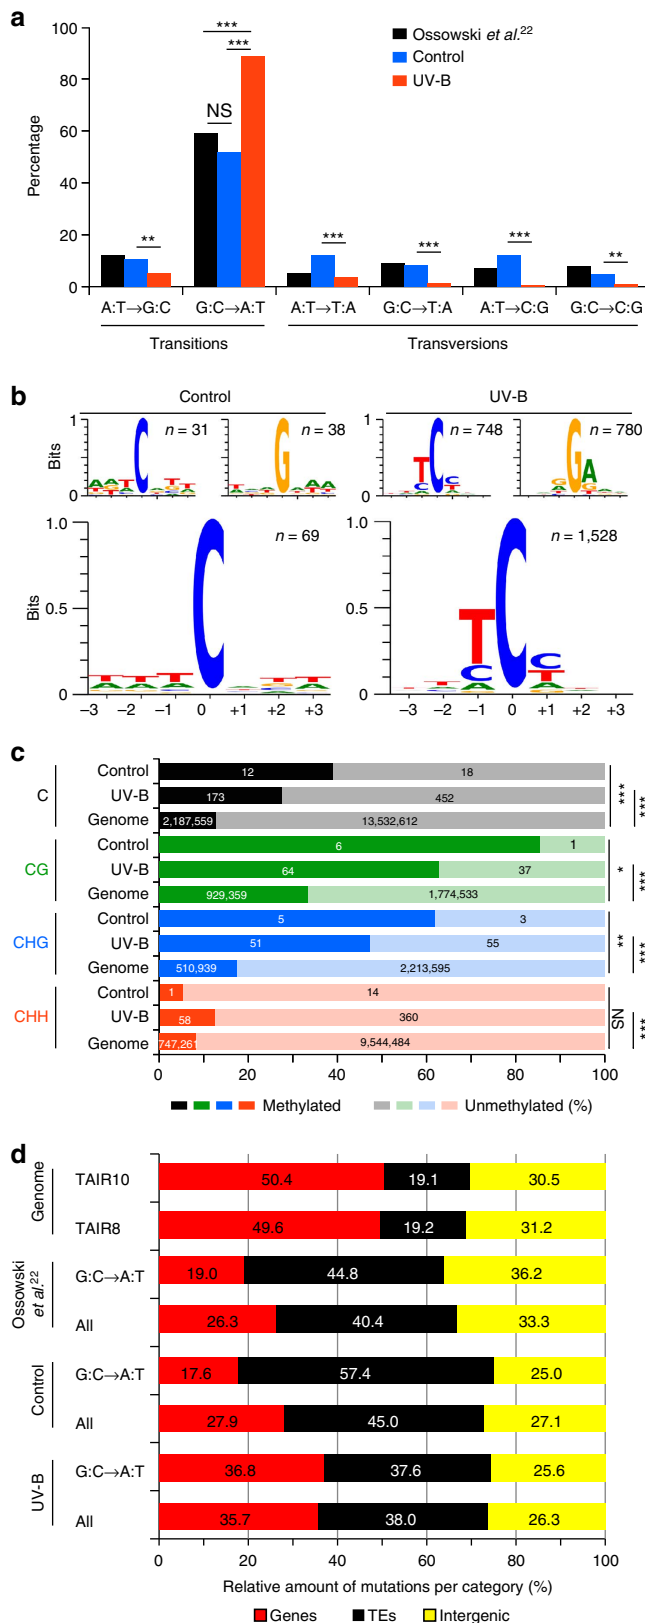 a
*** 
***
NS
**
***
***
***
**
Ossowski et al.22
Control
UV-B
Percentage
100
80
60
40
20
0
A:T→G:C
G:C→A:T
A:T→T:A
G:C→T:A
A:T→C:G
G:C→C:G
Transitions
Transversions
b
Control
UV-B
Bits
1
0
n = 31
n = 38
1
0
n = 748
n = 780
Bits
1.0
0.5
0
n = 69
−3 −2 −1 0 +1 +2 +3
1.0
0.5
0
n = 1,528
−3 −2 −1 0 +1 +2 +3
c
C
Control 12 18
UV-B 173 452
Genome 2,187,559 13,532,612
*** ***
CG
Control 6 1
UV-B 64 37
Genome 929,359 1,774,533
* ***
CHG
Control 5 3
UV-B 51 55
Genome 510,939 2,213,595
** ***
CHH
Control 1 14
UV-B 58 360
Genome 747,261 9,544,484
NS ***
0 20 40 60 80 100
Methylated
Unmethylated (%)
d
Genome
TAIR10 50.4 19.1 30.5
TAIR8 49.6 19.2 31.2
Ossowski
et al.22
G:C→A:T 19.0 44.8 36.2
All 26.3 40.4 33.3
Control
G:C→A:T 17.6 57.4 25.0
All 27.9 45.0 27.1
UV-B
G:C→A:T 36.8 37.6 25.6
All 35.7 38.0 26.3
0 20 40 60 80 100
Relative amount of mutations per category (%)
Genes
TEs
Intergenic